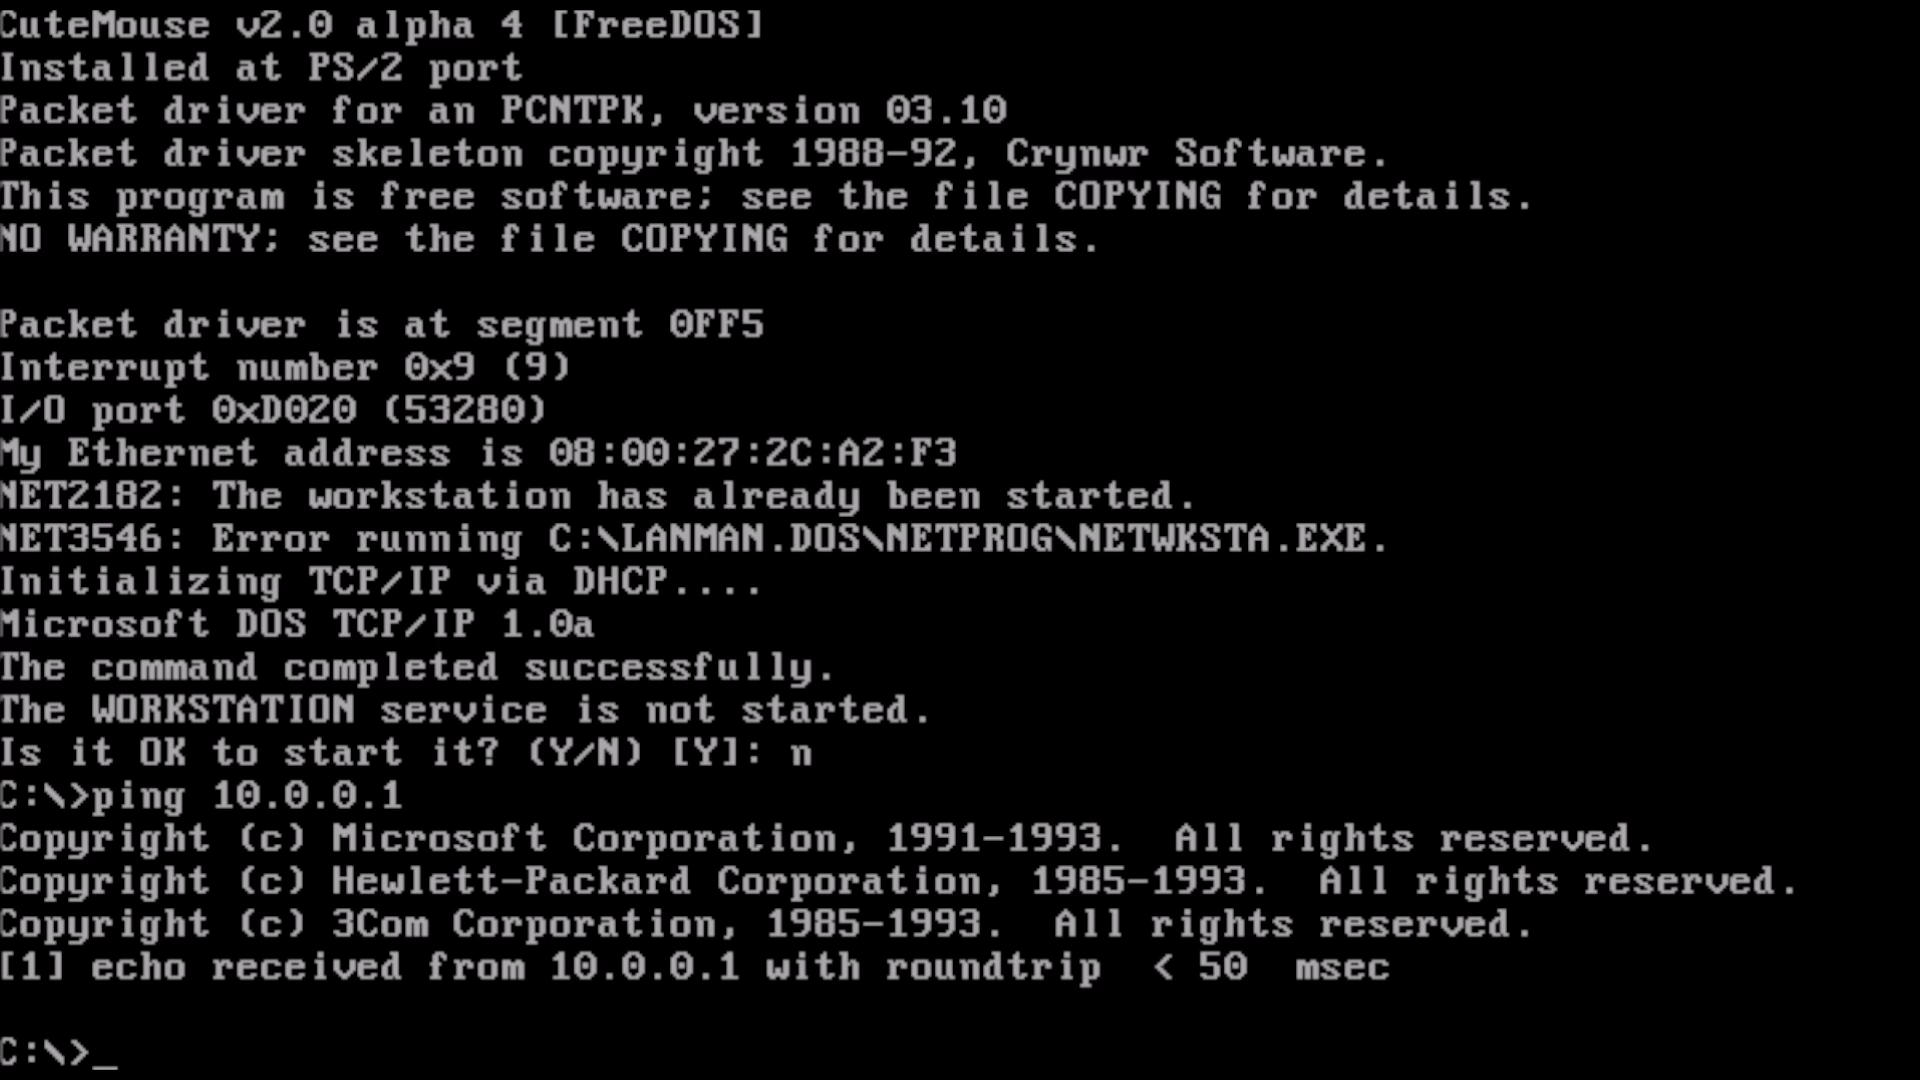 CuteMouse v2.0 alpha 4 [FreeDOS]
Installed at PS/2 port
Packet driver for an PCNTPK, version 03.10
Packet driver skeleton copyright 1988-92, Crynwr Software.
This program is free software; see the file COPYING for details.
NO WARRANTY; see the file COPYING for details.
Packet driver is at segment 0FF5
Interrupt number 0x9 (9)
I/O port 0xD020 (53280)
My Ethernet address is 08:00:27:2C:A2:F3
NET2182: The workstation has already been started.
NET3546: Error running C:\LANMAN.DOS\NETPROG\NETWKSTA.EXE.
Initializing TCP/IP via DHCP....
Microsoft DOS TCP/IP 1.0a
The command completed successfully.
The WORKSTATION service is not started.
Is it OK to start it? (Y/N) [Y]: n
C:\>ping 10.0.0.1
Copyright (c) Microsoft Corporation, 1991-1993.  All rights reserved.
Copyright (c) Hewlett-Packard Corporation, 1985-1993.  All rights reserved.
Copyright (c) 3Com Corporation, 1985-1993.  All rights reserved.
[1] echo received from 10.0.0.1 with roundtrip  < 50  msec
C:\>_